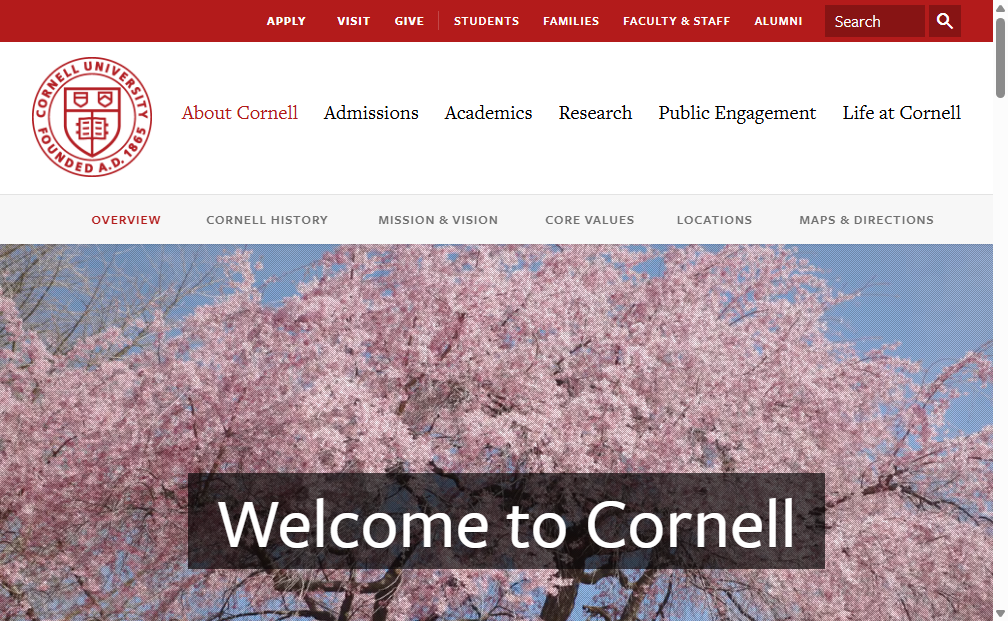 APPLY VISIT GIVE STUDENTS FAMILIES FACULTY & STAFF ALUMNI Search
CORNELL UNIVERSITY
FOUNDED A.D. 1865
About Cornell Admissions Academics Research Public Engagement Life at Cornell
OVERVIEW CORNELL HISTORY MISSION & VISION CORE VALUES LOCATIONS MAPS & DIRECTIONS
Welcome to Cornell